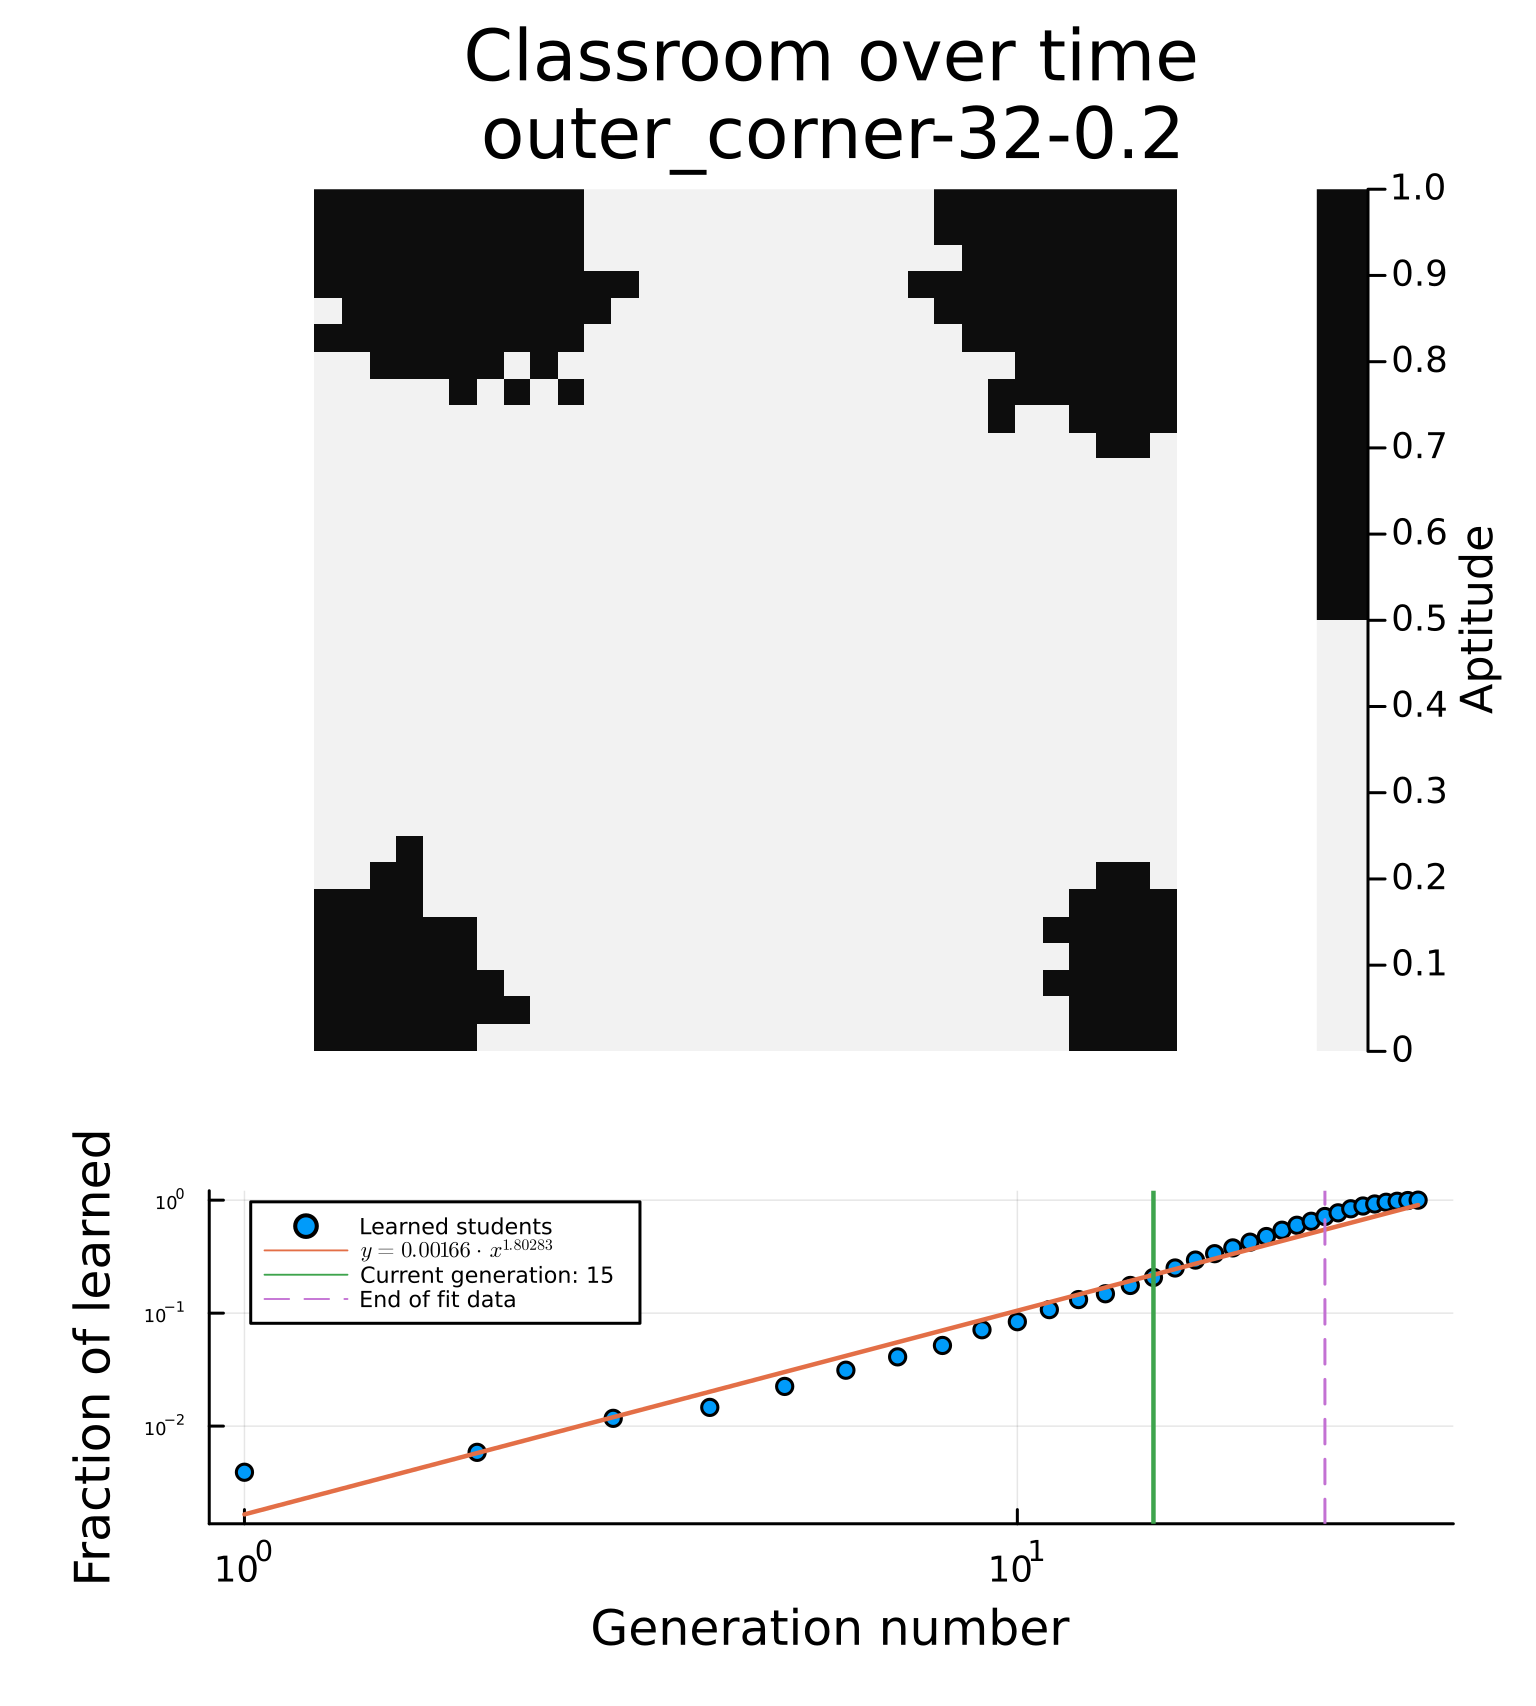 Classroom over time
outer_corner-32-0.2
1.0
0.9
0.8
0.7
0.6
0.5
0.4
0.3
0.2
0.1
0
Aptitude
Fraction of learned
10^0
10^-1
10^-2
Learned students
y = 0.00166 · x^1.80283
Current generation: 15
End of fit data
10^0
10^1
Generation number